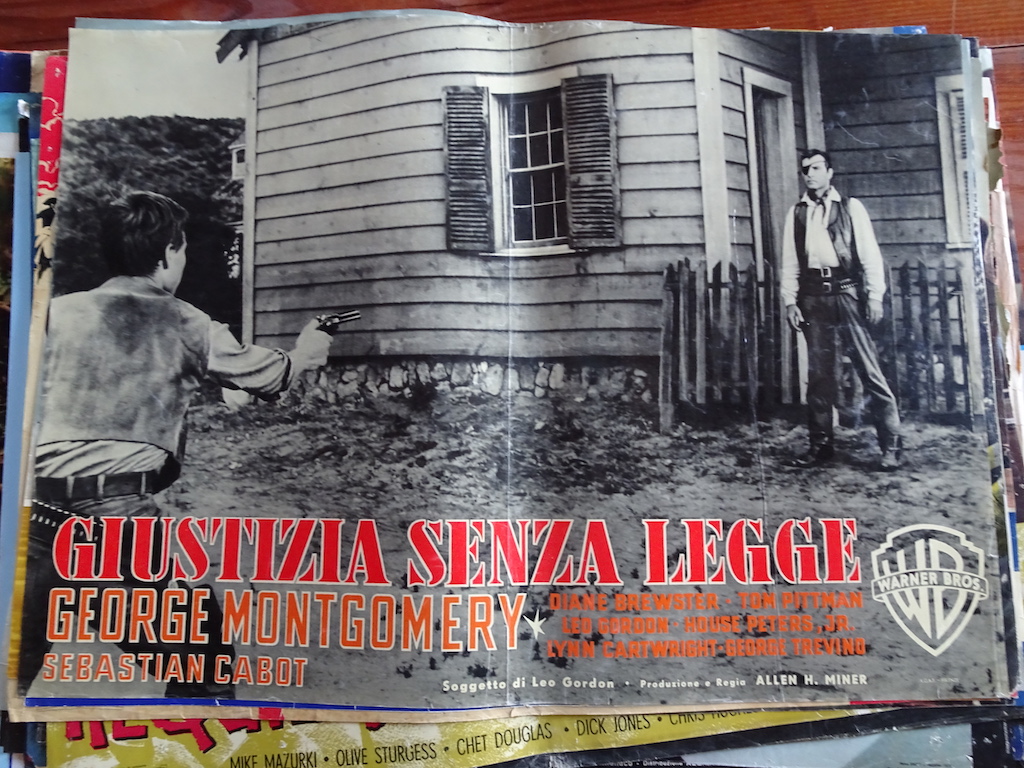 GIUSTIZIA SENZA LEGGE
GEORGE MONTGOMERY
SEBASTIAN CABOT
DIANE BREWSTER - TOM PITTMAN
LEO GORDON - HOUSE PETERS, JR.
LYNN CARTWRIGHT - GEORGE TREVINO
WB
WARNER BROS
Soggetto di Leo Gordon • Produzione e Regia ALLEN H. MINER
MIKE MAZURKI • OLIVE STURGESS • CHET DOUGLAS • DICK JONES • CHRIS